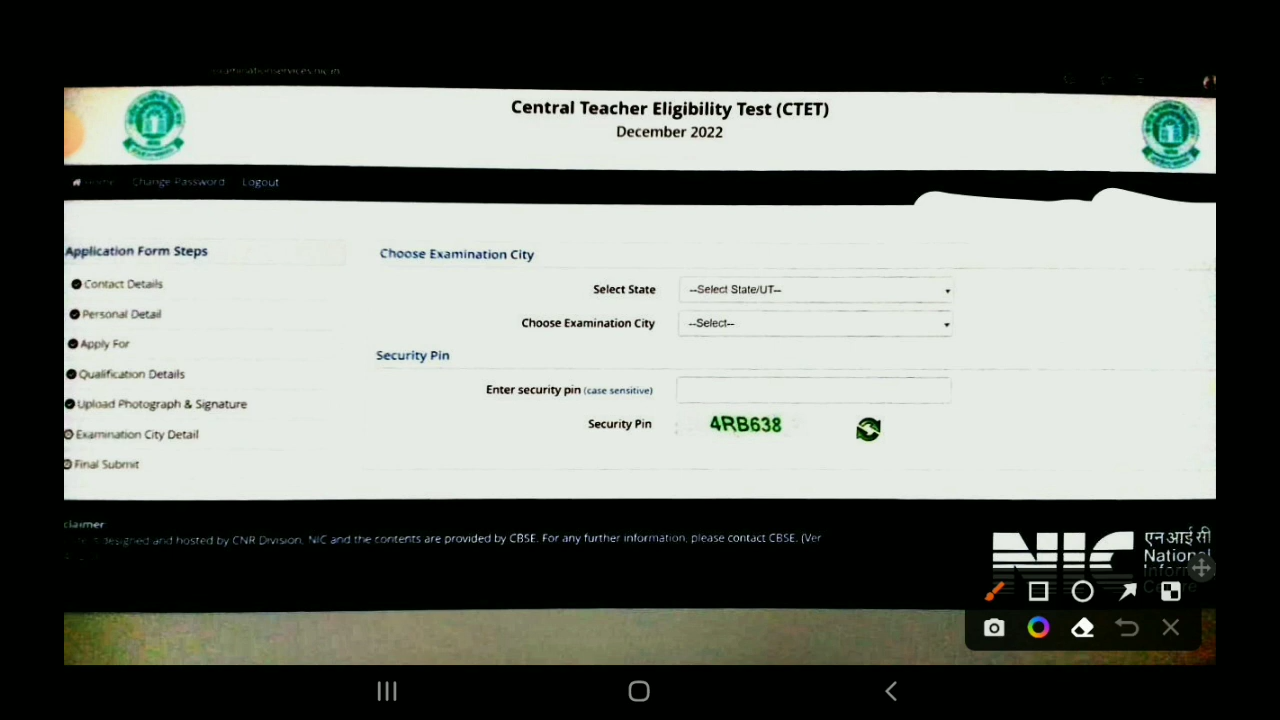 Central Teacher Eligibility Test (CTET)
December 2022
Home Change Password Logout
Application Form Steps
Contact Details
Personal Detail
Apply For
Qualification Details
Upload Photograph & Signature
Examination City Detail
Final Submit
Choose Examination City
Select State --Select State/UT--
Choose Examination City --Select--
Security Pin
Enter security pin (case sensitive)
Security Pin 4RB638
claimer
designed and hosted by CNR Division, NIC and the contents are provided by CBSE. For any further information, please contact CBSE. (Ver
NIC
एन आई सी
National